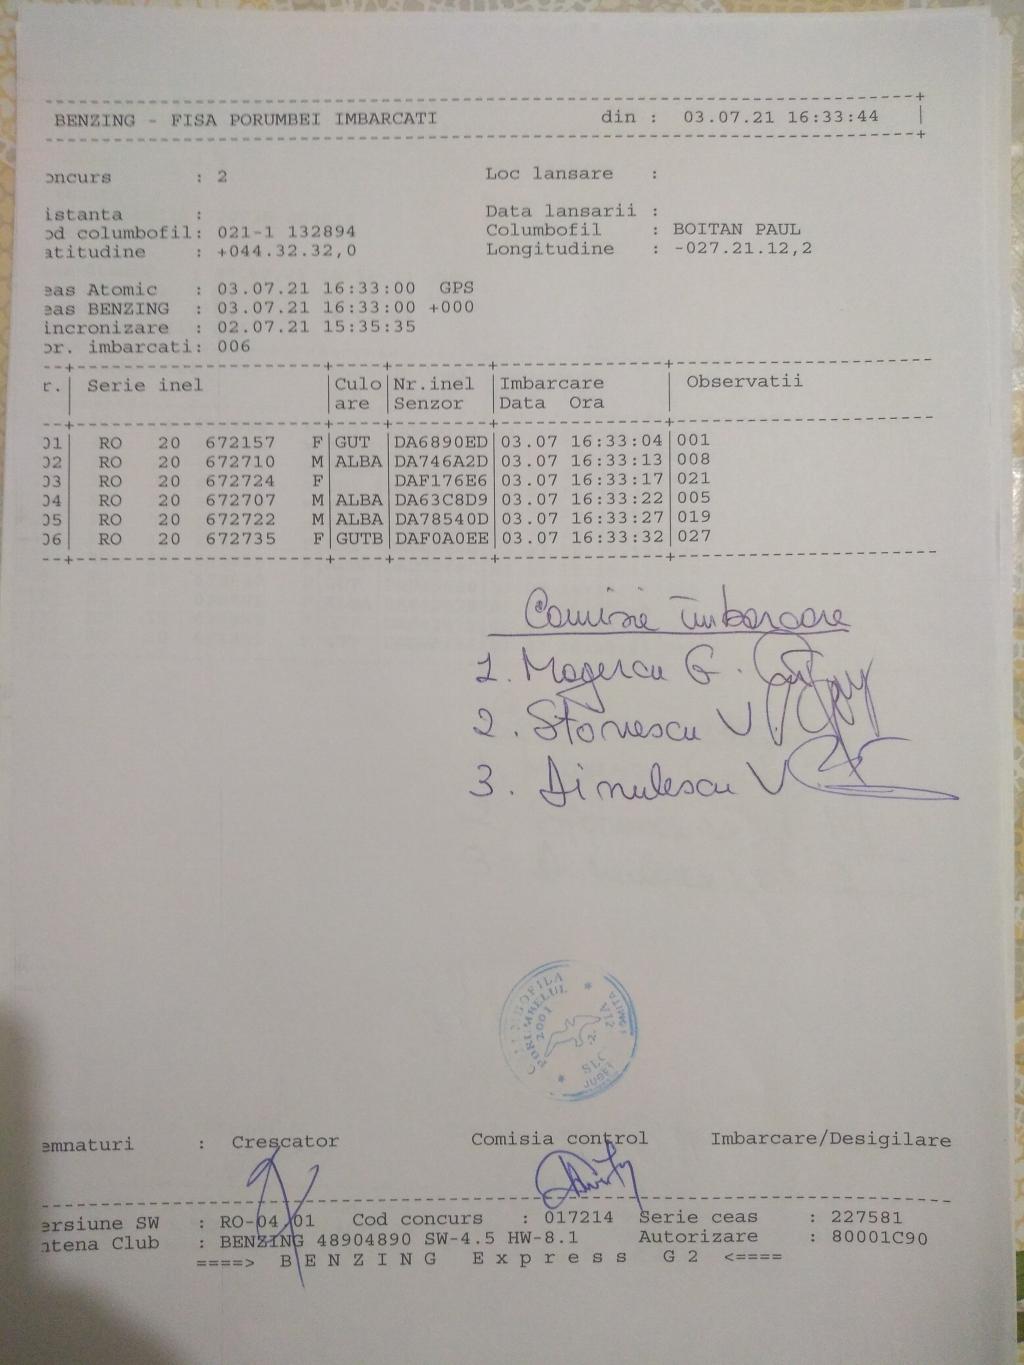 BENZING - FISA PORUMBEI IMBARCATI din : 03.07.21 16:33:44
oncurs : 2 Loc lansare :
istanta : Data lansarii :
od columbofil: 021-1 132894 Columbofil : BOITAN PAUL
atitudine : +044.32.32,0 Longitudine : -027.21.12,2
eas Atomic : 03.07.21 16:33:00 GPS
eas BENZING : 03.07.21 16:33:00 +000
incronizare : 02.07.21 15:35:35
or. imbarcati: 006
r. Serie inel Culo Nr.inel Imbarcare Observatii
are Senzor Data Ora
01 RO 20 672157 F GUT DA6890ED 03.07 16:33:04 001
02 RO 20 672710 M ALBA DA746A2D 03.07 16:33:13 008
03 RO 20 672724 F DAF176E6 03.07 16:33:17 021
04 RO 20 672707 M ALBA DA63C8D9 03.07 16:33:22 005
05 RO 20 672722 M ALBA DA78540D 03.07 16:33:27 019
06 RO 20 672735 F GUTB DAF0A0EE 03.07 16:33:32 027
Comisie îmbarcare
1. Magercu G.
2. Stonescu V
3. Dinulescu V
PORUMBELUL
2001
emnaturi : Crescator Comisia control Imbarcare/Desigilare
ersiune SW : RO-04/01 Cod concurs : 017214 Serie ceas : 227581
ntena Club : BENZING 48904890 SW-4.5 HW-8.1 Autorizare : 80001C90
====> B E N Z I N G E x p r e s s G 2 <====